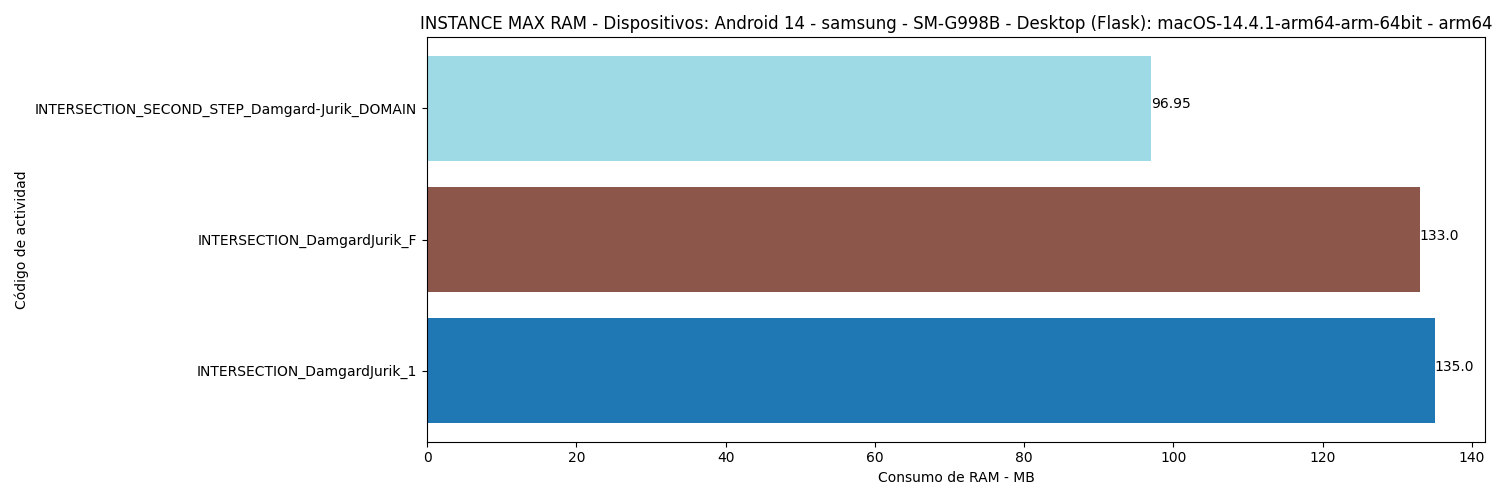 INSTANCE MAX RAM - Dispositivos: Android 14 - samsung - SM-G998B - Desktop (Flask): macOS-14.4.1-arm64-arm-64bit - arm64
Código de actividad
INTERSECTION_SECOND_STEP_Damgard-Jurik_DOMAIN
96.95
INTERSECTION_DamgardJurik_F
133.0
INTERSECTION_DamgardJurik_1
135.0
0 20 40 60 80 100 120 140
Consumo de RAM - MB